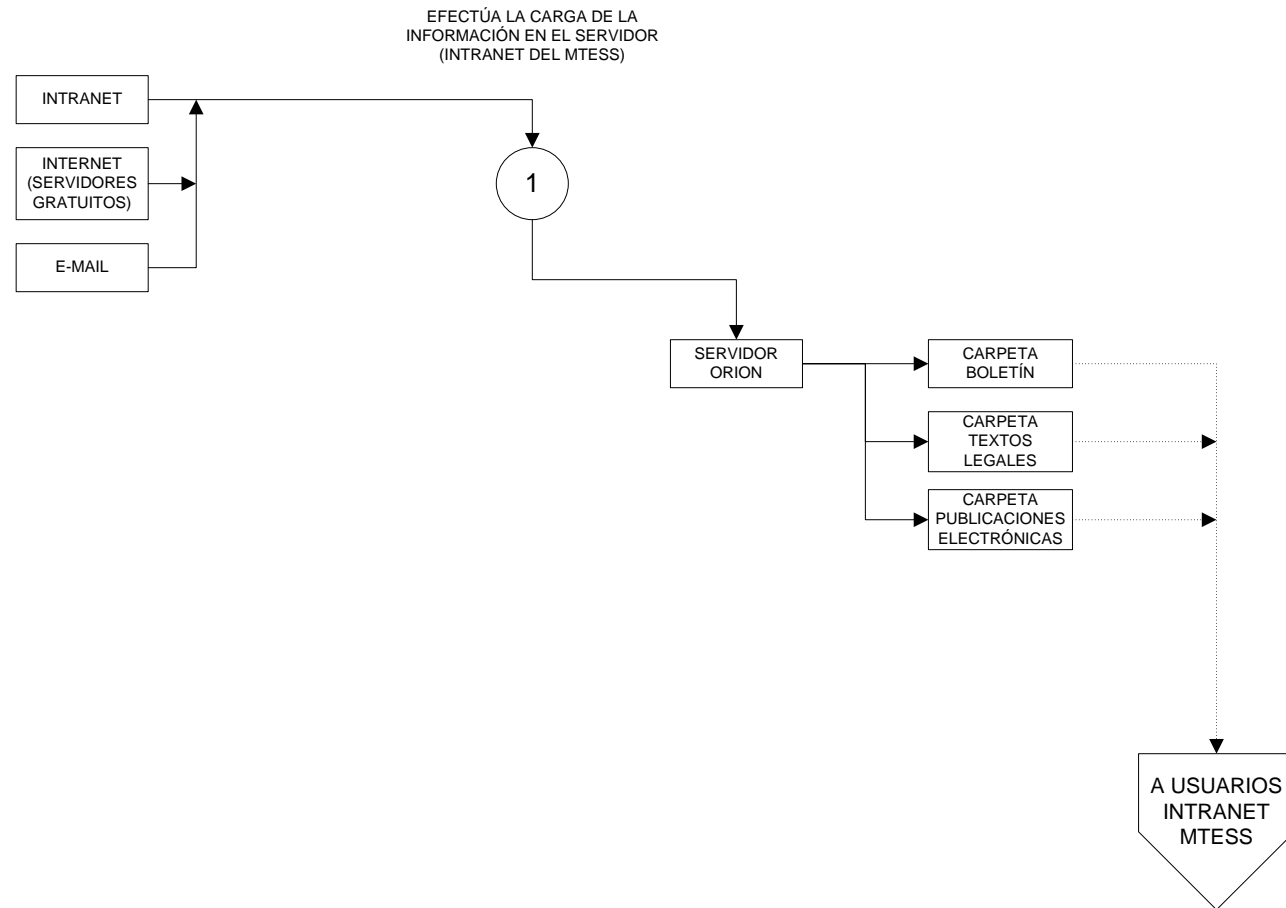 EFECTÚA LA CARGA DE LA
INFORMACIÓN EN EL SERVIDOR
(INTRANET DEL MTESS)
INTRANET
INTERNET
(SERVIDORES
GRATUITOS)
E-MAIL
1
SERVIDOR
ORION
CARPETA
BOLETÍN
CARPETA
TEXTOS
LEGALES
CARPETA
PUBLICACIONES
ELECTRÓNICAS
A USUARIOS
INTRANET
MTESS